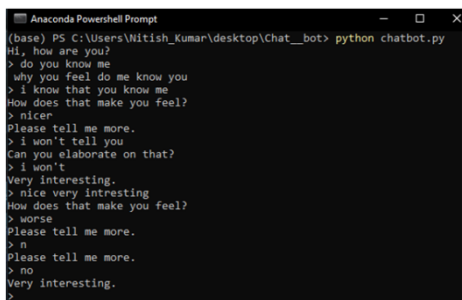 Anaconda Powershell Prompt
(base) PS C:\Users\Nitish_Kumar\desktop\Chat__bot> python chatbot.py
Hi, how are you?
> do you know me
 why you feel do me know you
> i know that you know me
How does that make you feel?
> nicer
Please tell me more.
> i won't tell you
Can you elaborate on that?
> i won't
Very interesting.
> nice very intresting
How does that make you feel?
> worse
Please tell me more.
> n
Please tell me more.
> no
Very interesting.
>